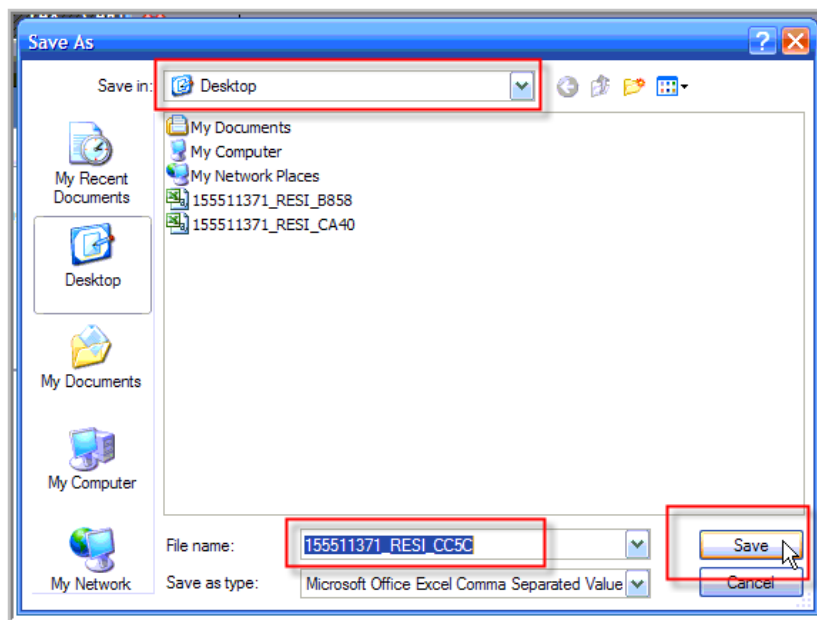 Save As
Save in:
Desktop
My Documents
My Computer
My Network Places
155511371_RESI_B858
155511371_RESI_CA40
My Recent
Documents
Desktop
My Documents
My Computer
My Network
File name:
155511371_RESI_CC5C
Save
Save as type:
Microsoft Office Excel Comma Separated Value
Cancel